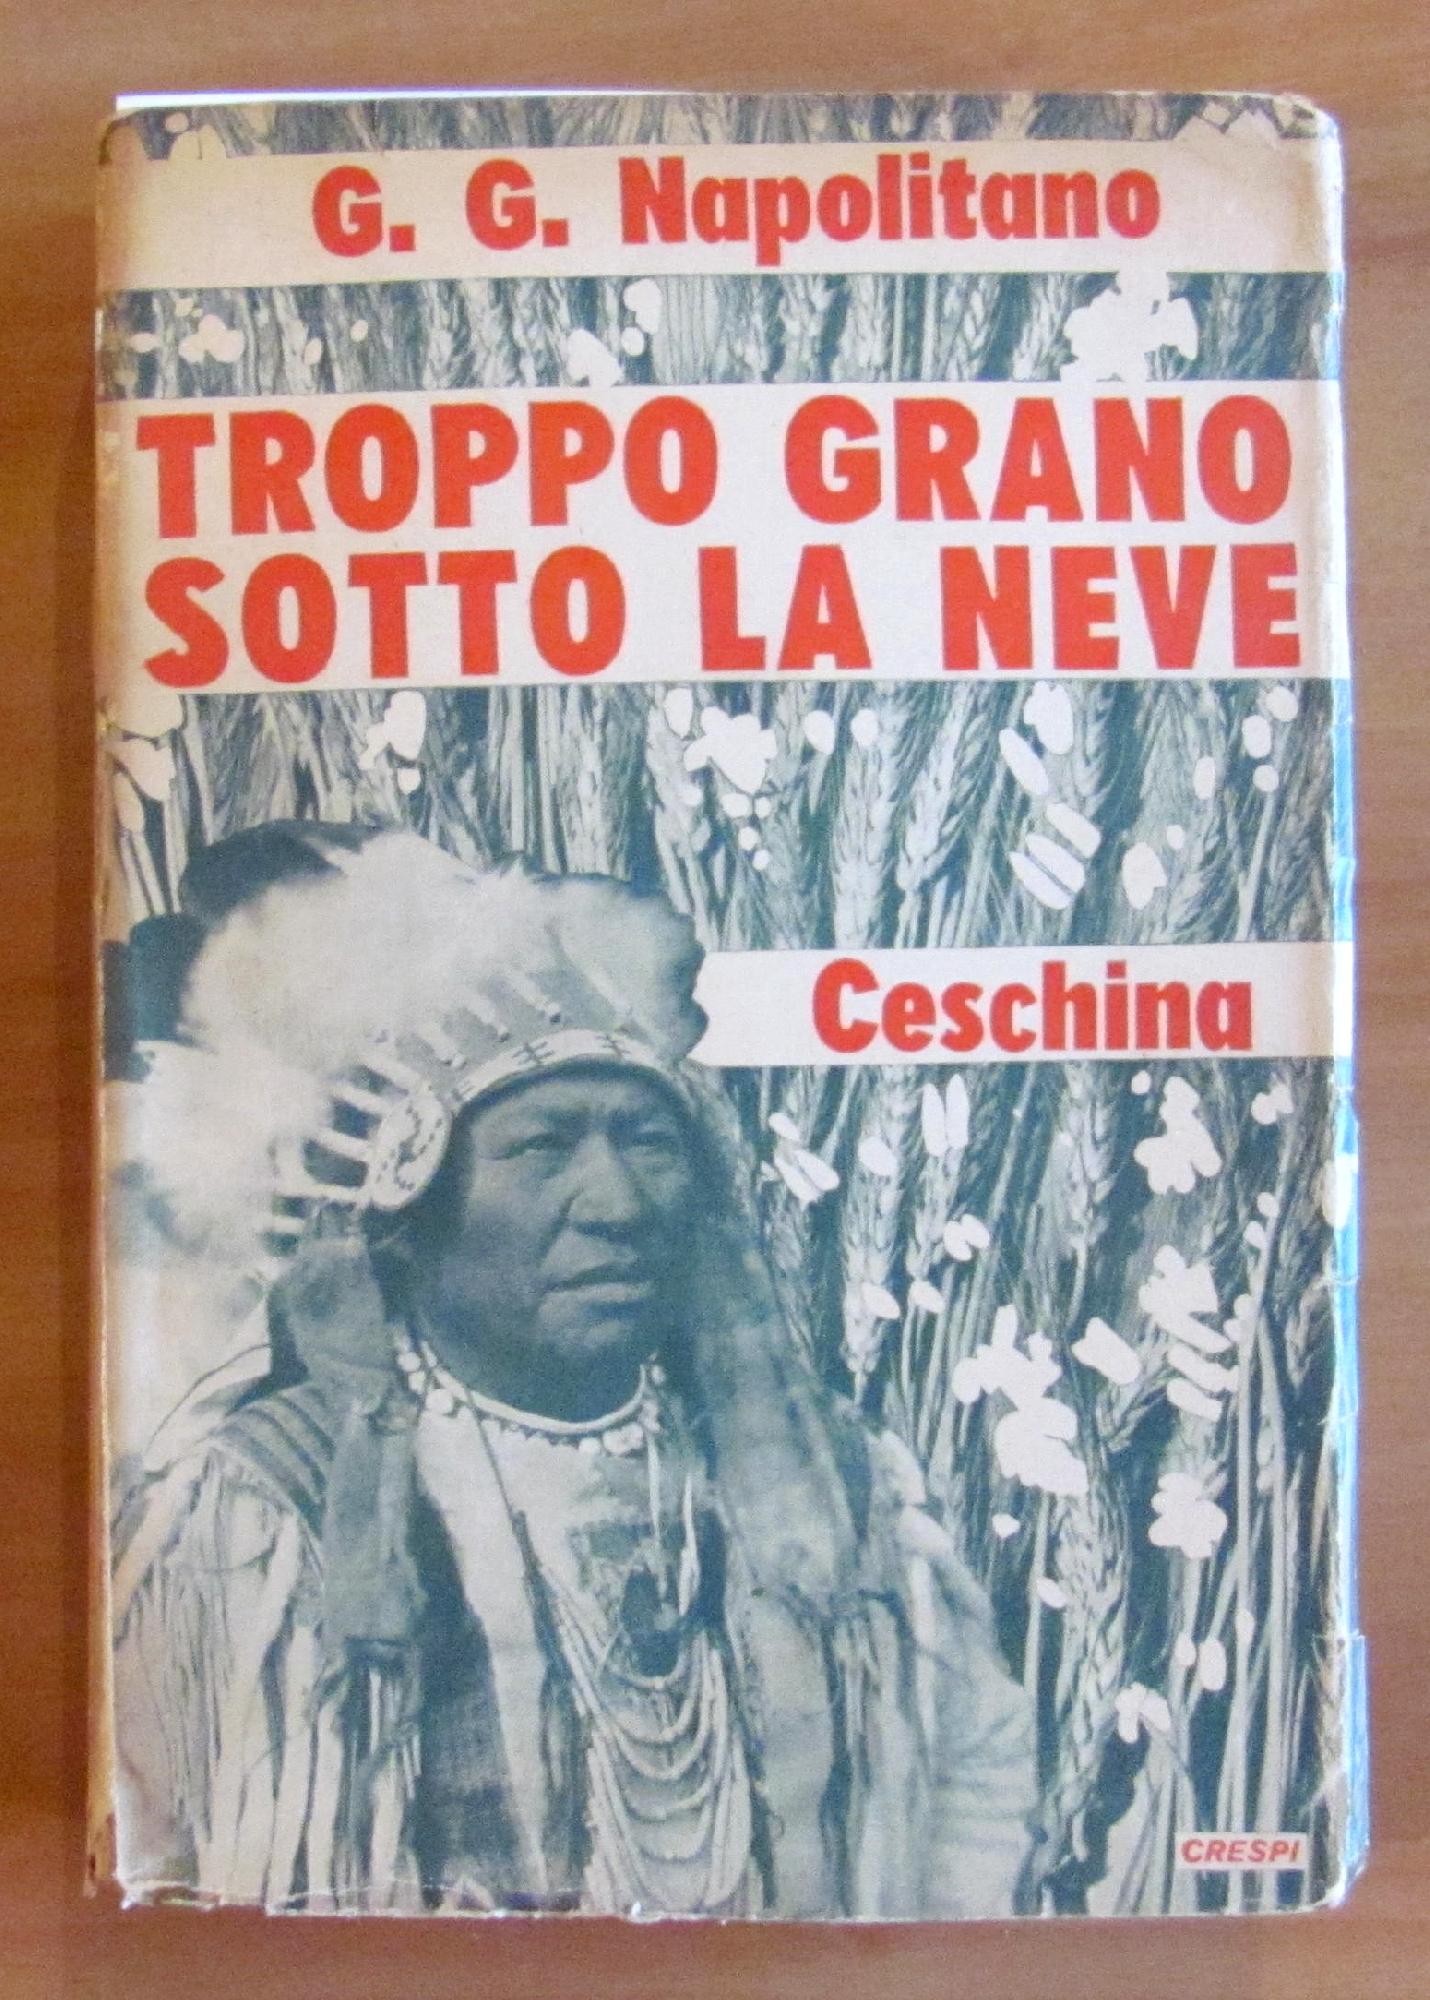 G. G. Napolitano
TROPPO GRANO
SOTTO LA NEVE
Ceschina
CRESPI